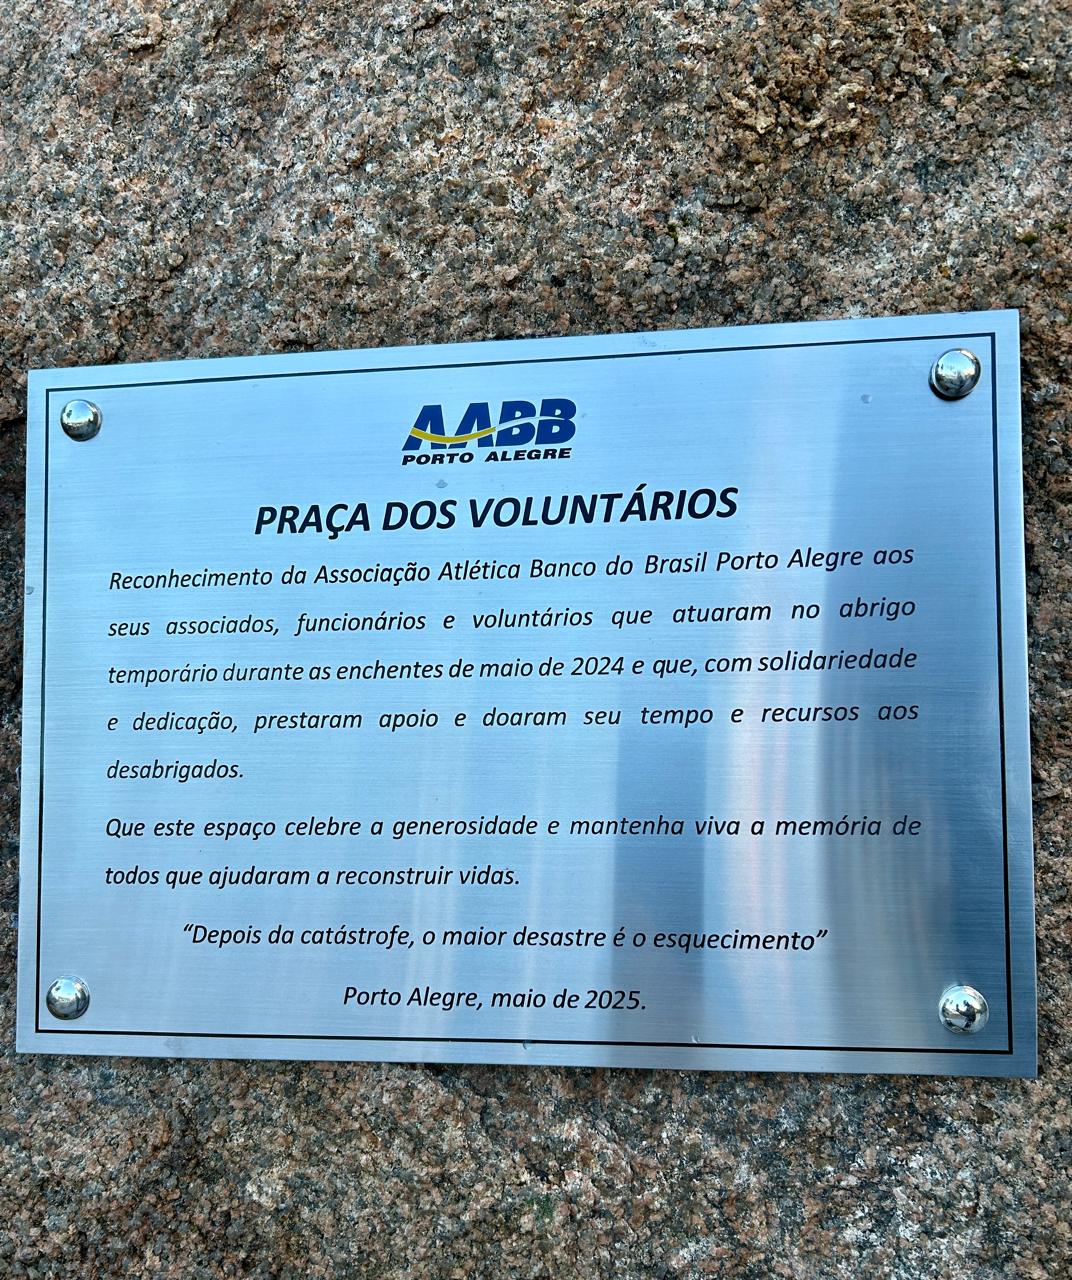 AABB
PORTO ALEGRE
PRAÇA DOS VOLUNTÁRIOS
Reconhecimento da Associação Atlética Banco do Brasil Porto Alegre aos
seus associados, funcionários e voluntários que atuaram no abrigo
temporário durante as enchentes de maio de 2024 e que, com solidariedade
e dedicação, prestaram apoio e doaram seu tempo e recursos aos
desabrigados.
Que este espaço celebre a generosidade e mantenha viva a memória de
todos que ajudaram a reconstruir vidas.
“Depois da catástrofe, o maior desastre é o esquecimento”
Porto Alegre, maio de 2025.